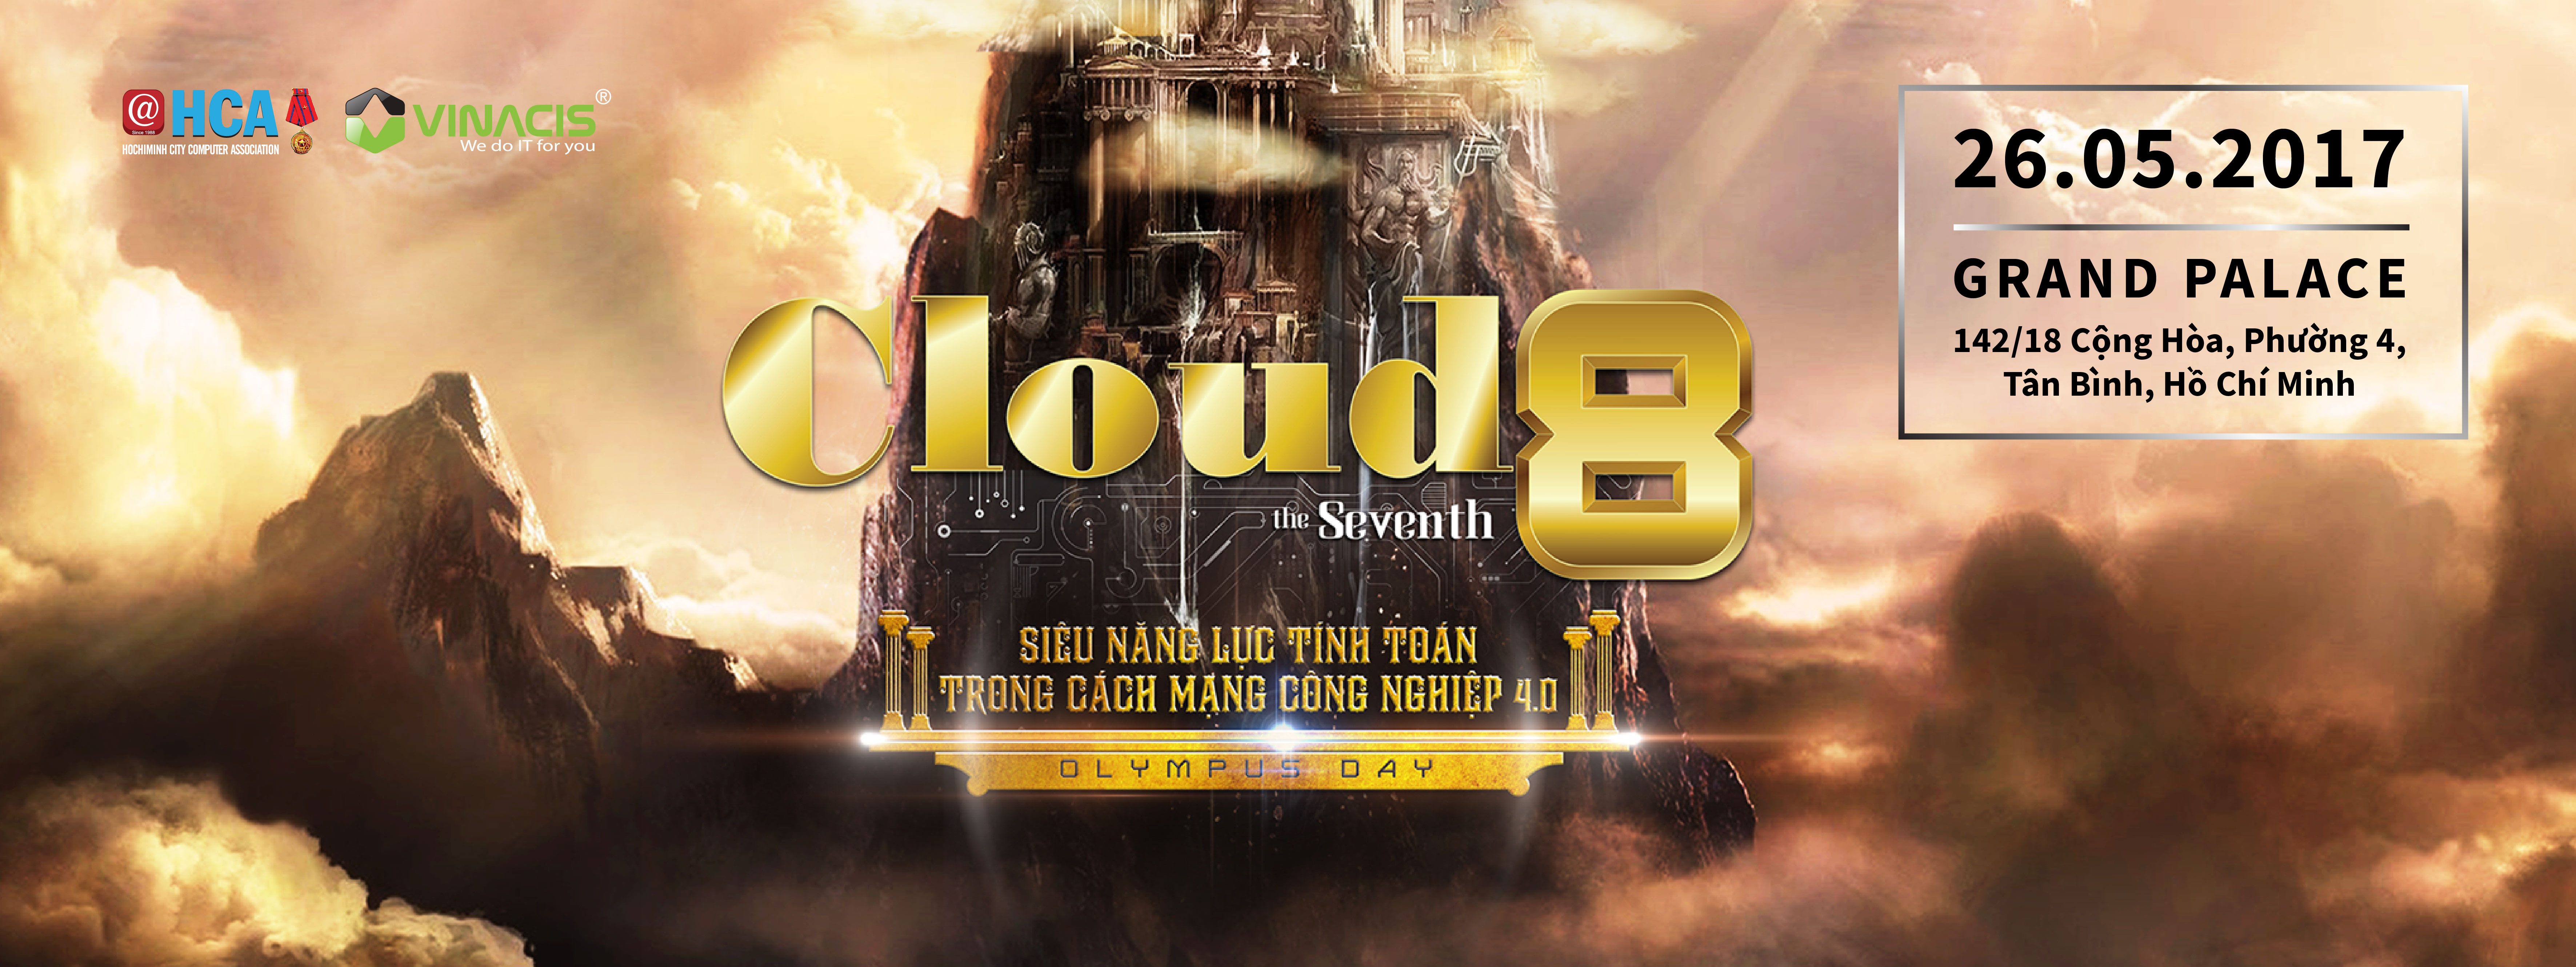 @HCA
Since 1988
HOCHIMINH CITY COMPUTER ASSOCIATION
VINACIS®
We do IT for you
26.05.2017
GRAND PALACE
142/18 Cộng Hòa, Phường 4,
Tân Bình, Hồ Chí Minh
Cloud8
the Seventh
SIÊU NĂNG LỰC TÍNH TOÁN
TRONG CÁCH MẠNG CÔNG NGHIỆP 4.0
OLYMPUS DAY